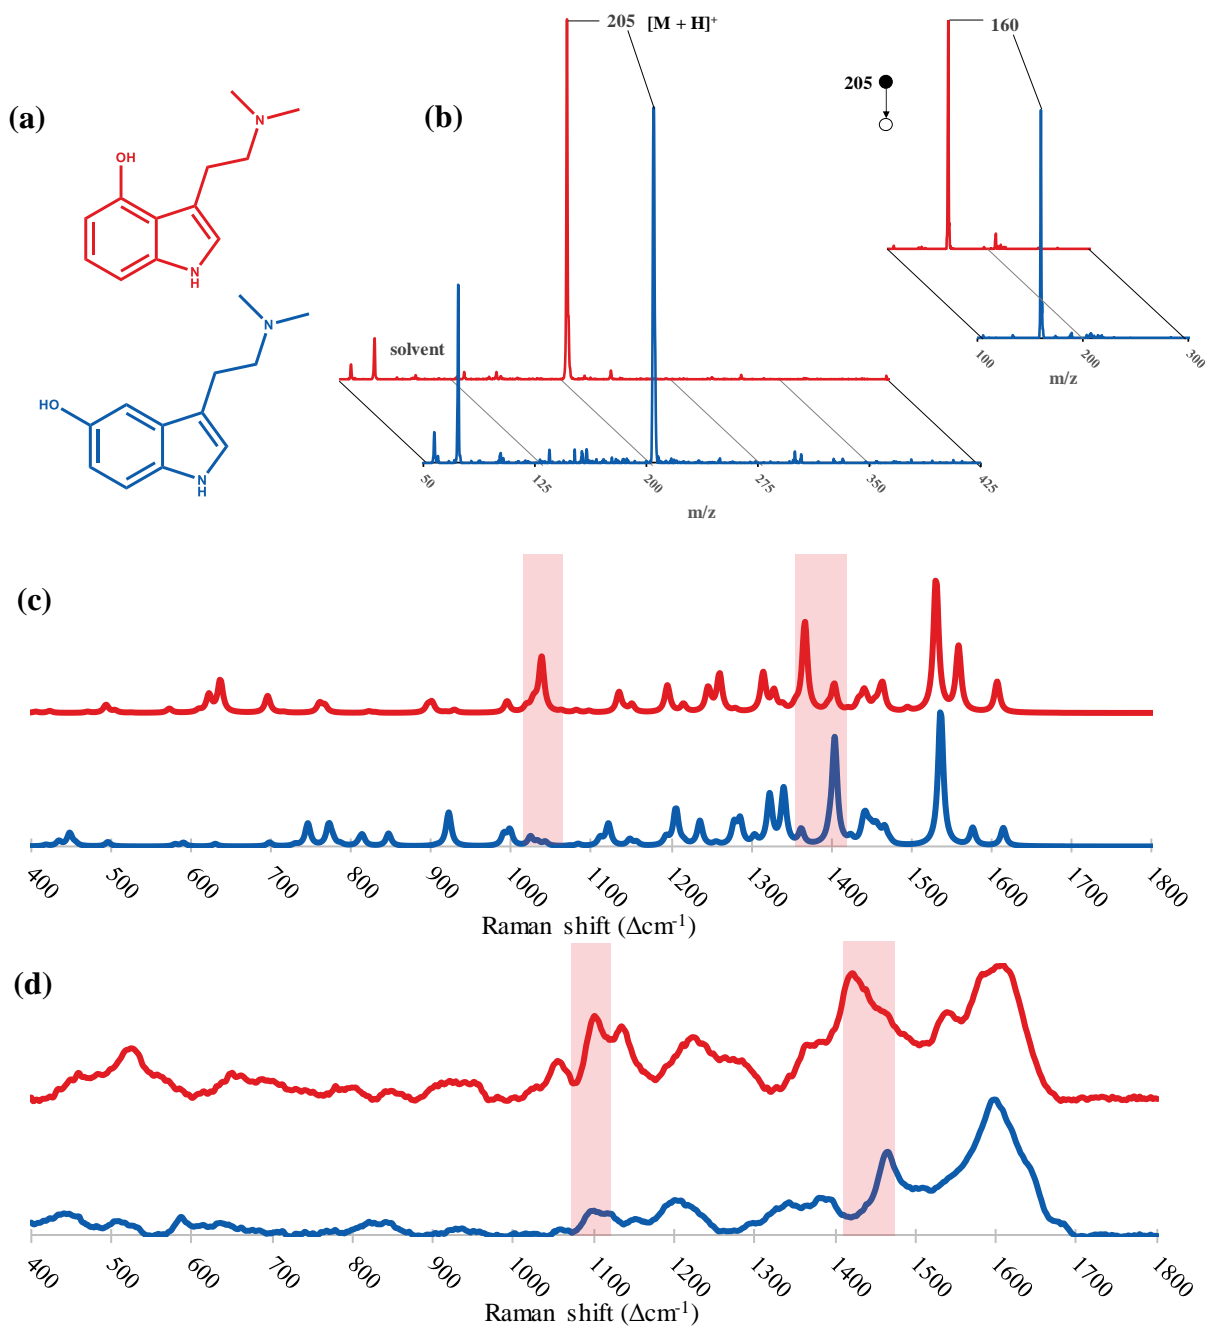 (a)
OH
N
N
H
HO
N
N
H
(b)
205 [M + H]⁺
solvent
50
125
200
275
350
425
m/z
160
205
100
200
300
m/z
(c)
400
500
600
700
800
900
1000
1100
1200
1300
1400
1500
1600
1700
1800
Raman shift (Δcm⁻¹)
(d)
400
500
600
700
800
900
1000
1100
1200
1300
1400
1500
1600
1700
1800
Raman shift (Δcm⁻¹)